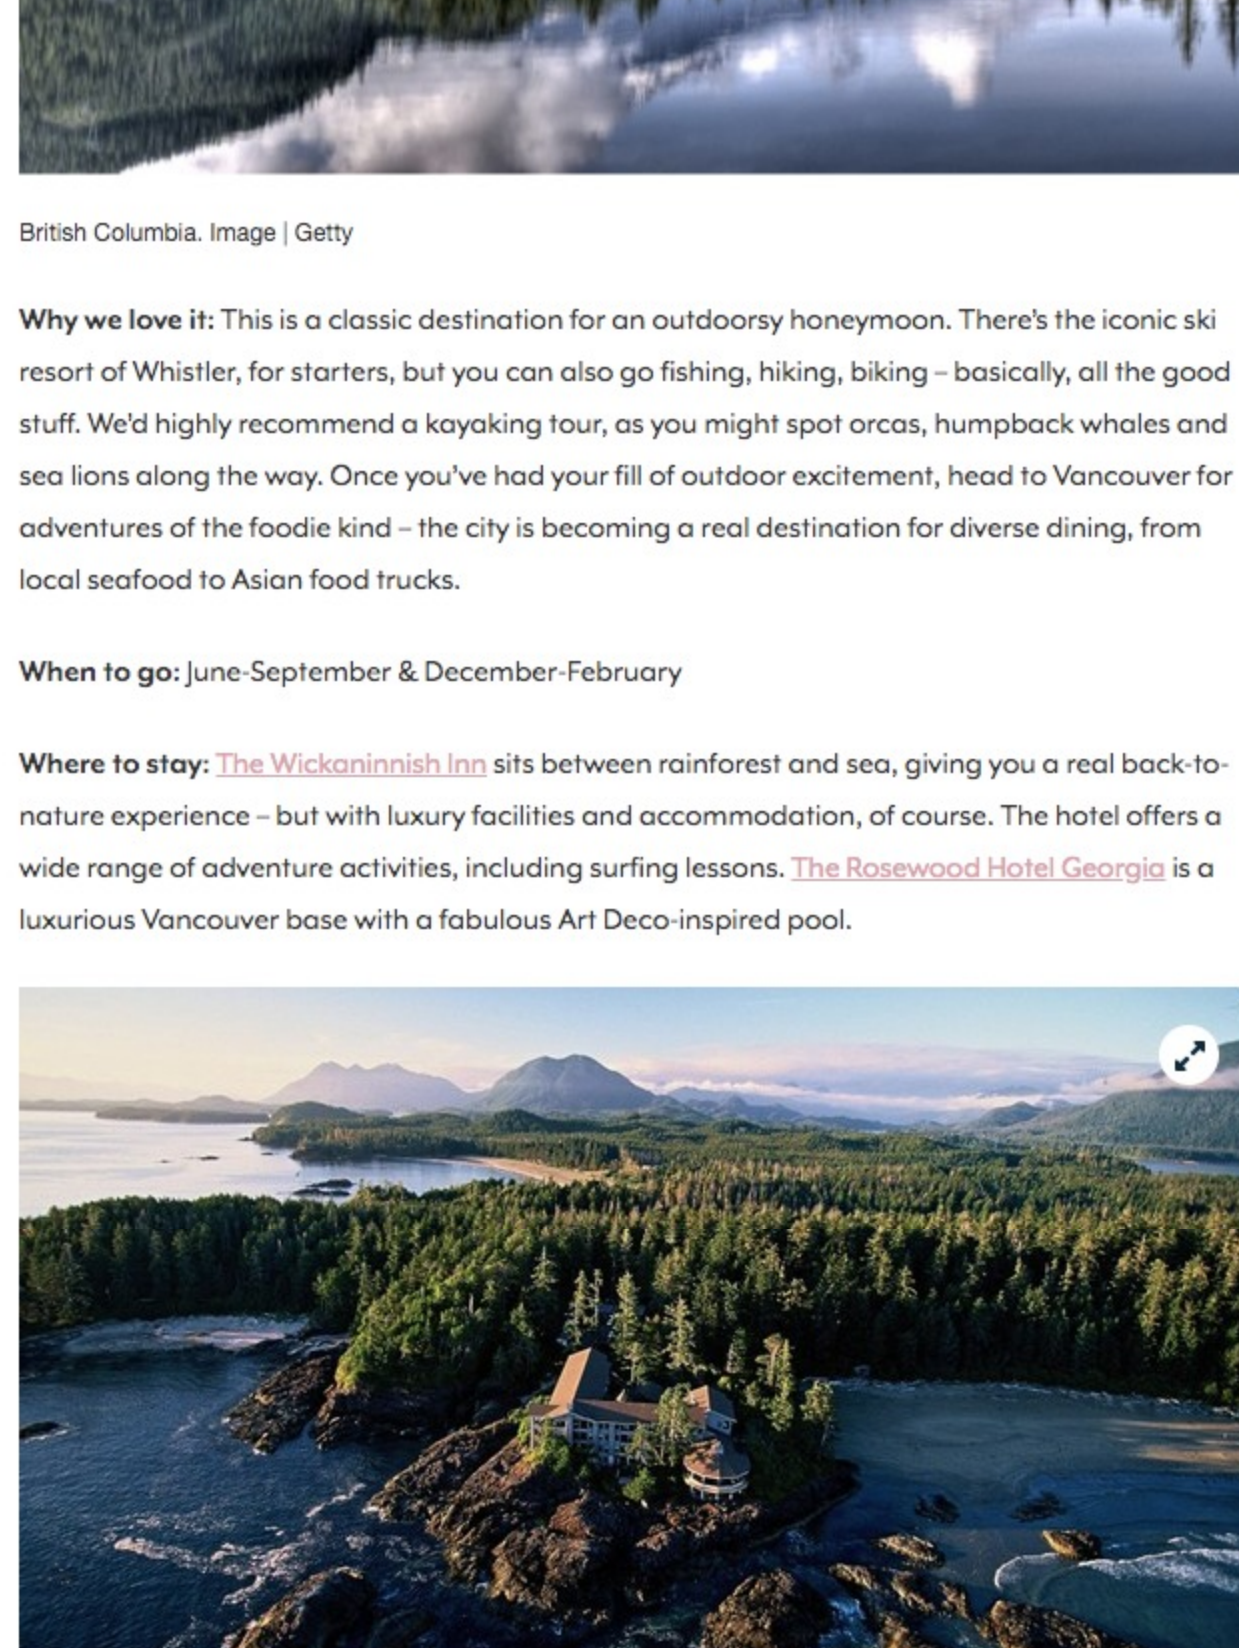 British Columbia. Image | Getty
Why we love it: This is a classic destination for an outdoorsy honeymoon. There's the iconic ski
resort of Whistler, for starters, but you can also go fishing, hiking, biking – basically, all the good
stuff. We'd highly recommend a kayaking tour, as you might spot orcas, humpback whales and
sea lions along the way. Once you've had your fill of outdoor excitement, head to Vancouver for
adventures of the foodie kind – the city is becoming a real destination for diverse dining, from
local seafood to Asian food trucks.
When to go: June-September & December-February
Where to stay: The Wickaninnish Inn sits between rainforest and sea, giving you a real back-to-
nature experience – but with luxury facilities and accommodation, of course. The hotel offers a
wide range of adventure activities, including surfing lessons. The Rosewood Hotel Georgia is a
luxurious Vancouver base with a fabulous Art Deco-inspired pool.